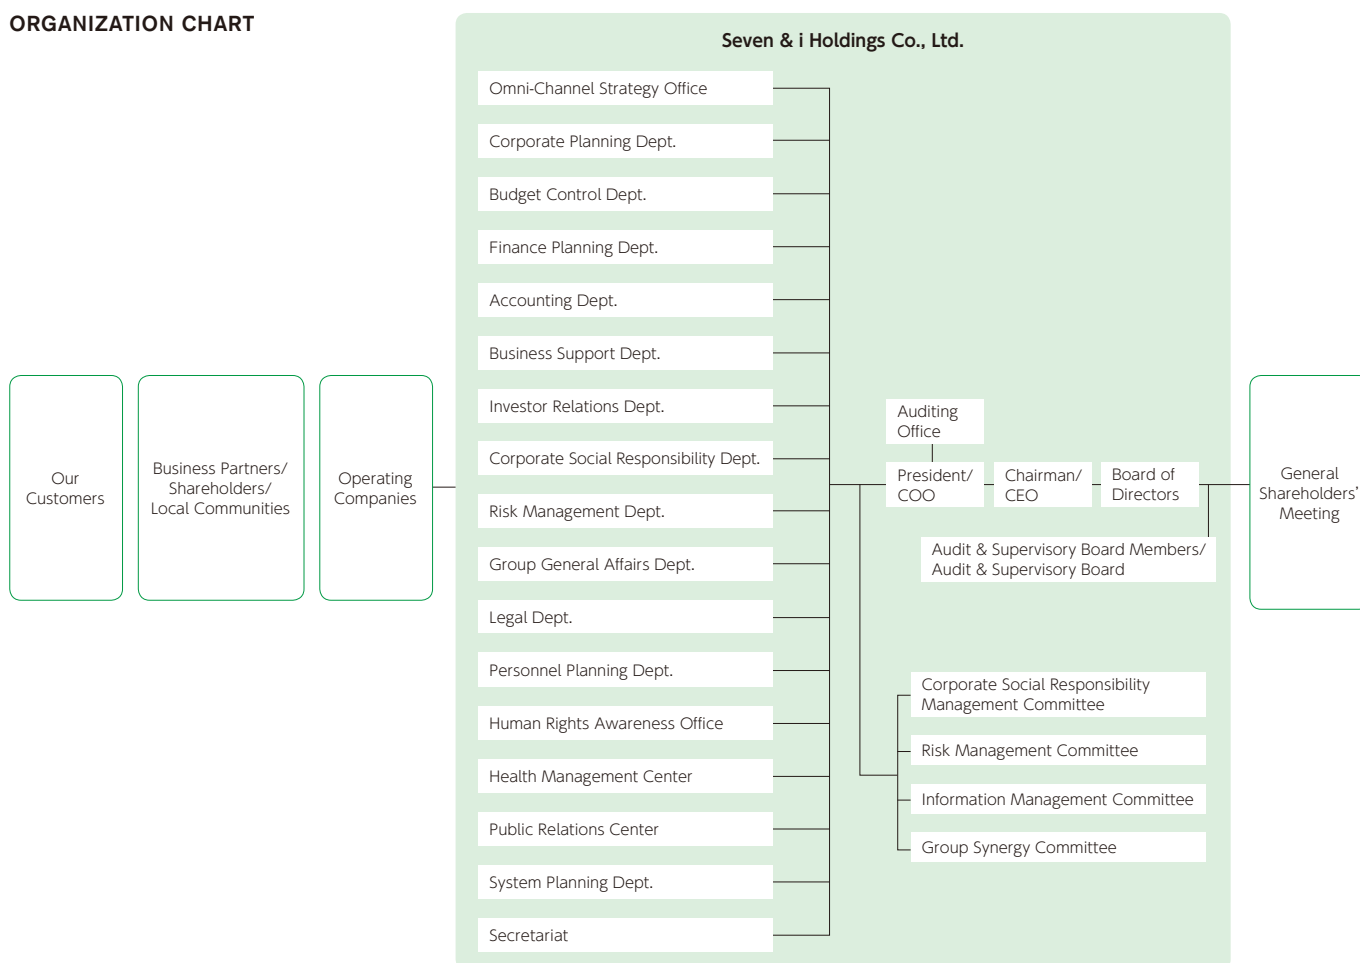 ORGANIZATION CHART
Seven & i Holdings Co., Ltd.
Omni-Channel Strategy Office
Corporate Planning Dept.
Budget Control Dept.
Finance Planning Dept.
Accounting Dept.
Business Support Dept.
Investor Relations Dept.
Corporate Social Responsibility Dept.
Risk Management Dept.
Group General Affairs Dept.
Legal Dept.
Personnel Planning Dept.
Human Rights Awareness Office
Health Management Center
Public Relations Center
System Planning Dept.
Secretariat
Our
Customers
Business Partners/
Shareholders/
Local Communities
Operating
Companies
Auditing
Office
President/
COO
Chairman/
CEO
Board of
Directors
Audit & Supervisory Board Members/
Audit & Supervisory Board
General
Shareholders’
Meeting
Corporate Social Responsibility
Management Committee
Risk Management Committee
Information Management Committee
Group Synergy Committee